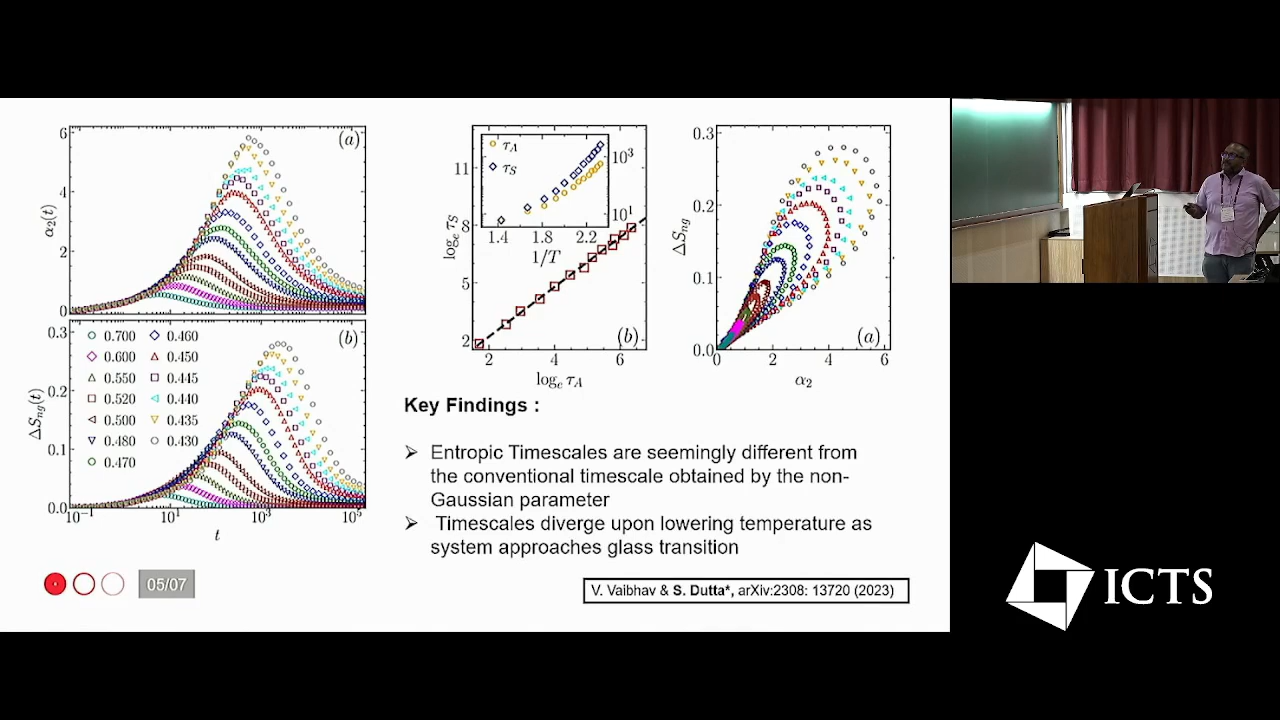 6
4
2
0
α₂(t)
(a)
0.3
0.2
0.1
0.0
ΔSₙg(t)
(b)
0.700
0.600
0.550
0.520
0.500
0.480
0.470
0.460
0.450
0.445
0.440
0.435
0.430
10⁻¹
10¹
10³
10⁵
t
11
8
5
2
logₑ τS
τA
τS
10³
10¹
1.4 1.8 2.2
1/T
(b)
2 4 6
logₑ τA
0.3
0.2
0.1
0.0
ΔSₙg
(a)
0 2 4 6
α₂
Key Findings :
➢ Entropic Timescales are seemingly different from
the conventional timescale obtained by the non-
Gaussian parameter
➢ Timescales diverge upon lowering temperature as
system approaches glass transition
05/07
V. Vaibhav & S. Dutta*, arXiv:2308: 13720 (2023)
ICTS